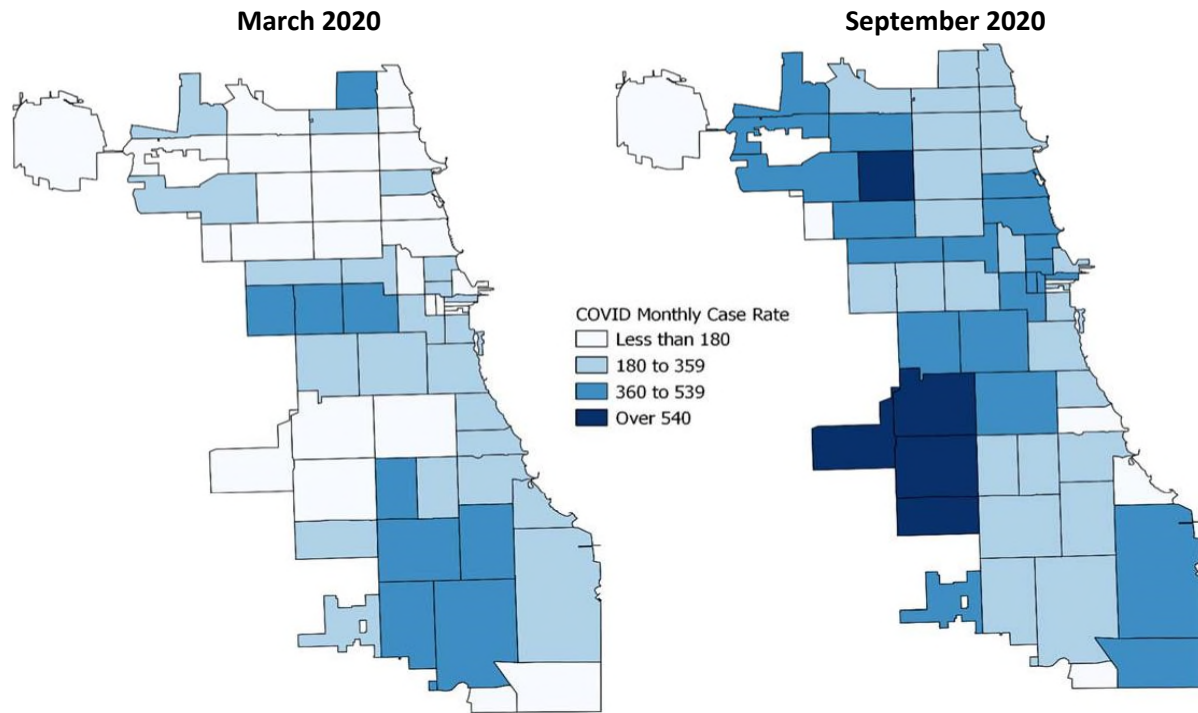 March 2020
September 2020
COVID Monthly Case Rate
Less than 180
180 to 359
360 to 539
Over 540